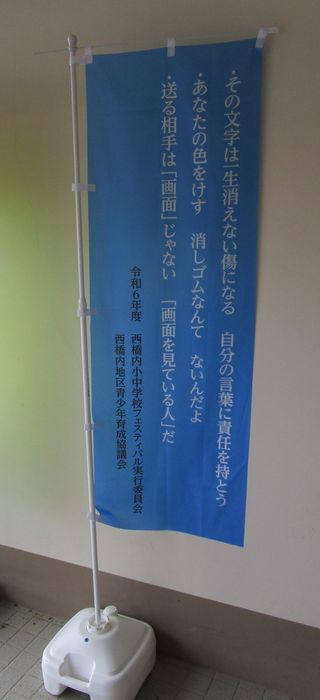 ・その文字は一生消えない傷になる　自分の言葉に責任を持とう
・あなたの色をけす　消しゴムなんて　ないんだよ
・送る相手は「画面」じゃない　「画面を見ている人」だ
令和6年度　西橋内小中学校フェスティバル実行委員会
西橋内地区青少年育成協議会